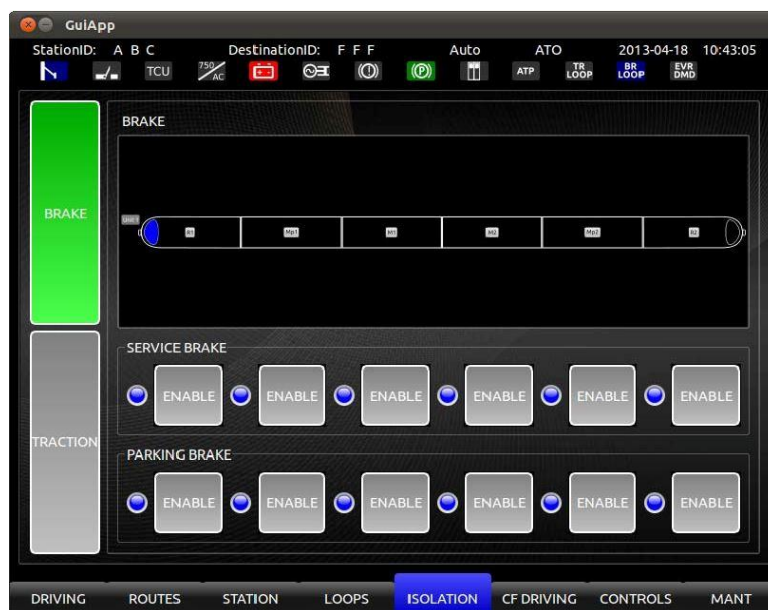 GuiApp
StationID: A B C DestinationID: F F F Auto ATO 2013-04-18 10:43:05
TCU 750/AC (P) ATP TR LOOP BR LOOP EVR DMD
BRAKE
BRAKE
R1 Mp1 M1 M2 Mp2 R2
SERVICE BRAKE
ENABLE ENABLE ENABLE ENABLE ENABLE ENABLE
TRACTION
PARKING BRAKE
ENABLE ENABLE ENABLE ENABLE ENABLE ENABLE
DRIVING ROUTES STATION LOOPS ISOLATION CF DRIVING CONTROLS MANT